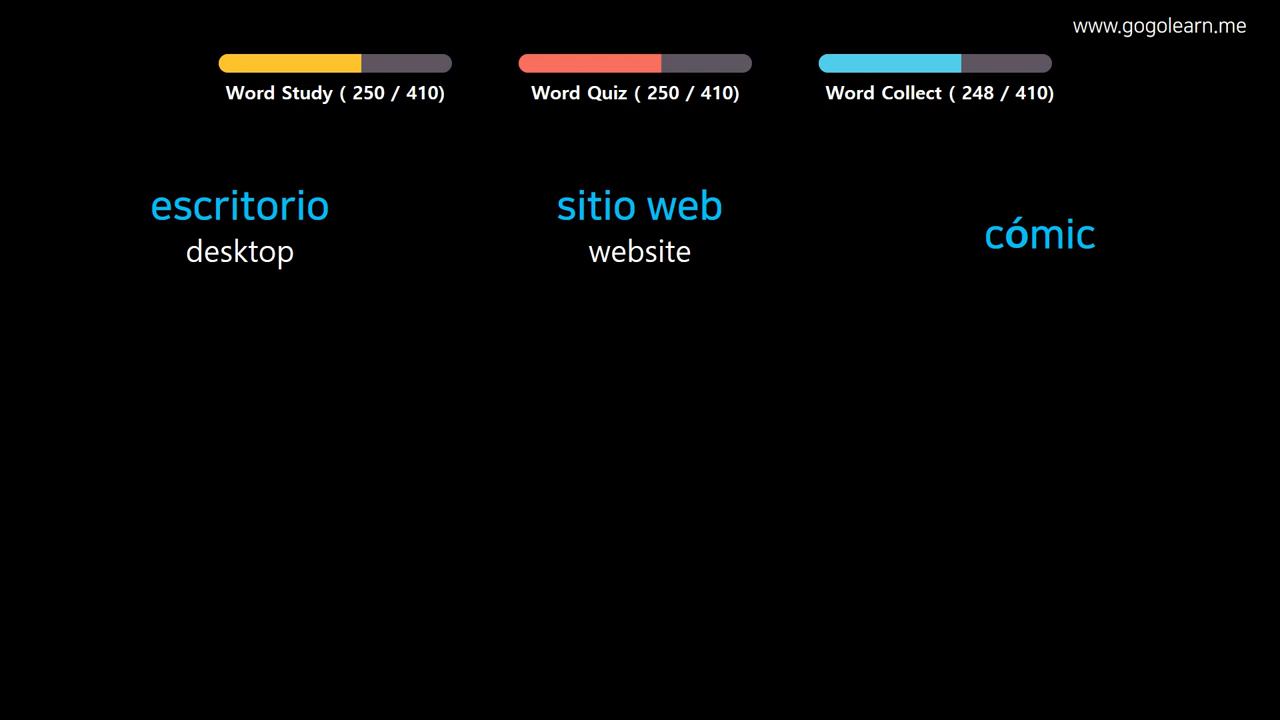 www.gogolearn.me
Word Study ( 250 / 410)
Word Quiz ( 250 / 410)
Word Collect ( 248 / 410)
escritorio
desktop
sitio web
website
cómic